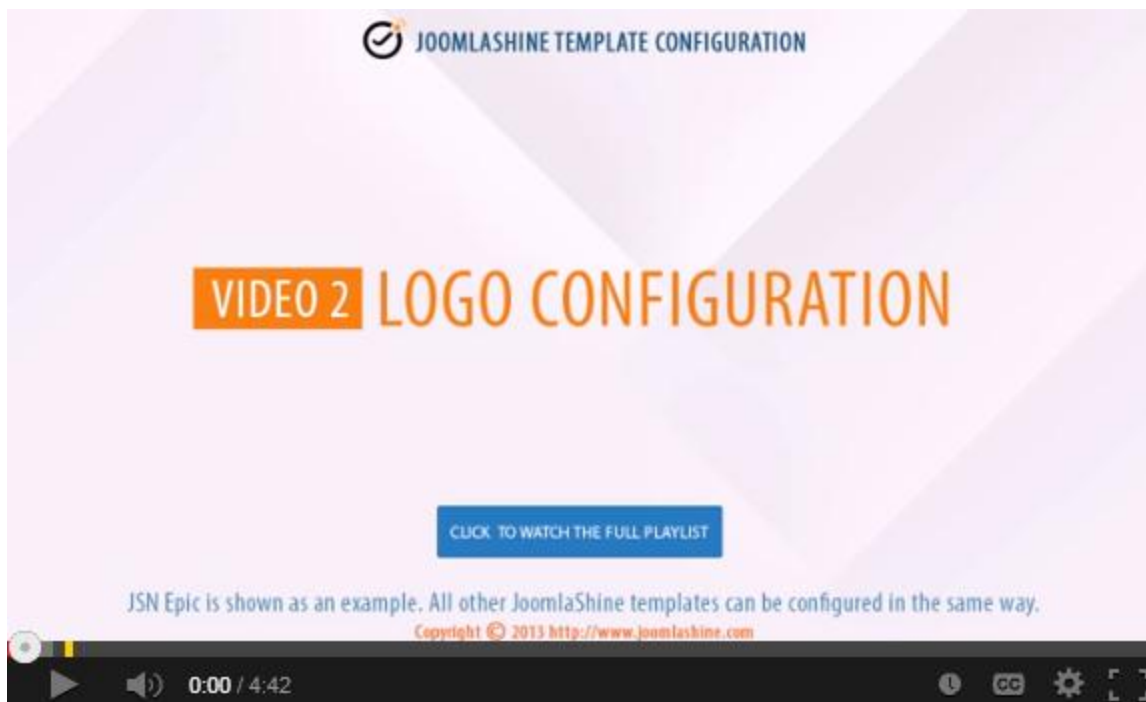 JOOMLASHINE TEMPLATE CONFIGURATION
VIDEO 2 LOGO CONFIGURATION
CLICK TO WATCH THE FULL PLAYLIST
JSN Epic is shown as an example. All other JoomlaShine templates can be configured in the same way.
Copyright © 2013 http://www.joomlashine.com
0:00 / 4:42
CC